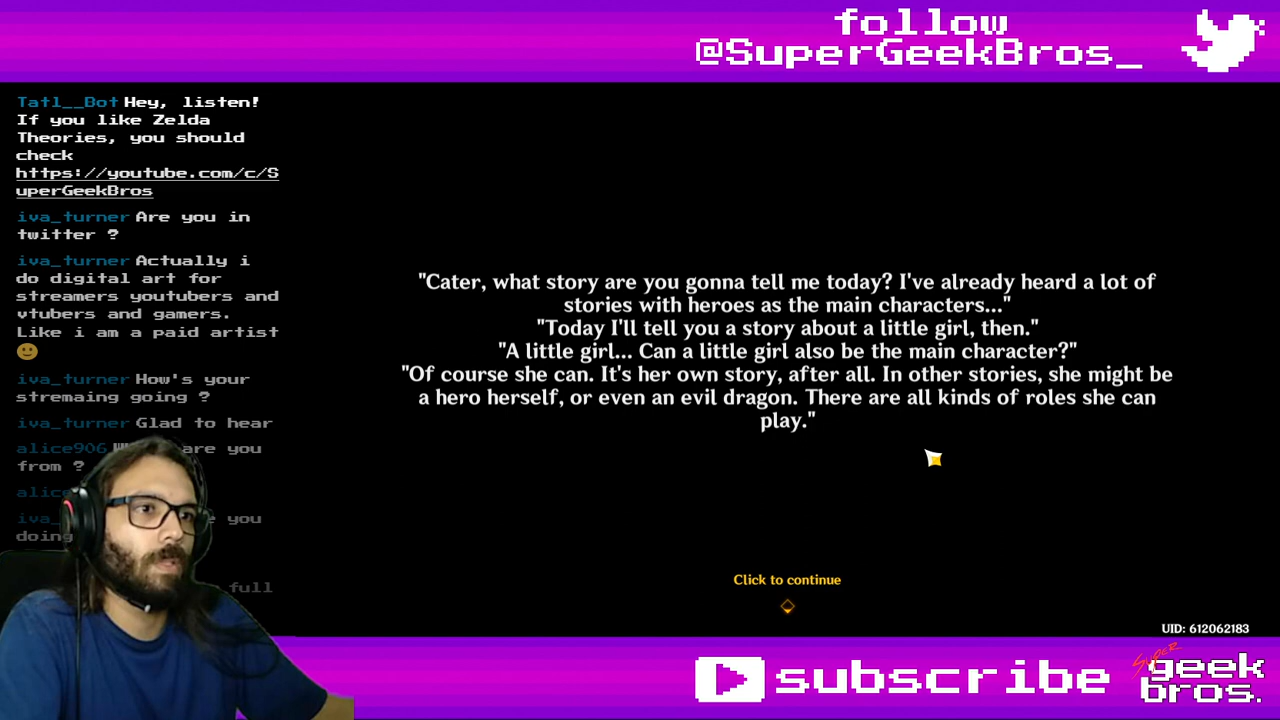 follow
@SuperGeekBros_
Tatl__Bot Hey, listen!
If you like Zelda
Theories, you should
check
https://youtube.com/c/S
uperGeekBros
iva_turner Are you in
twitter ?
iva_turner Actually i
do digital art for
streamers youtubers and
vtubers and gamers.
Like i am a paid artist
iva_turner How's your
stremaing going ?
iva_turner Glad to hear
alice906 are you
from ?
you
doing
full
"Cater, what story are you gonna tell me today? I've already heard a lot of
stories with heroes as the main characters..."
"Today I'll tell you a story about a little girl, then."
"A little girl... Can a little girl also be the main character?"
"Of course she can. It's her own story, after all. In other stories, she might be
a hero herself, or even an evil dragon. There are all kinds of roles she can
play."
Click to continue
UID: 612062183
subscribe
SUPER
geek
bros.